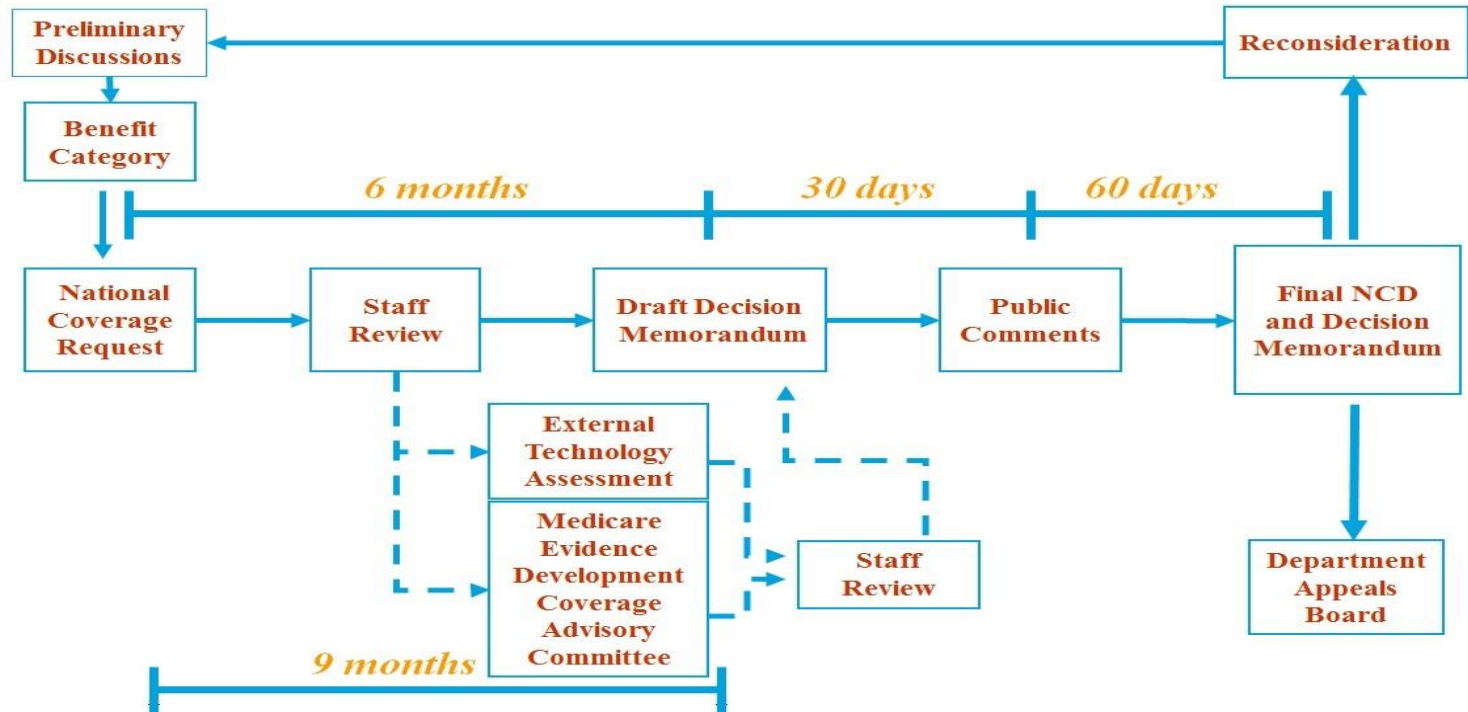 Preliminary
Discussions
Reconsideration
Benefit
Category
6 months
30 days
60 days
National
Coverage
Request
Staff
Review
Draft Decision
Memorandum
Public
Comments
Final NCD
and Decision
Memorandum
External
Technology
Assessment
Medicare
Evidence
Development
Coverage
Advisory
Committee
Staff
Review
Department
Appeals
Board
9 months